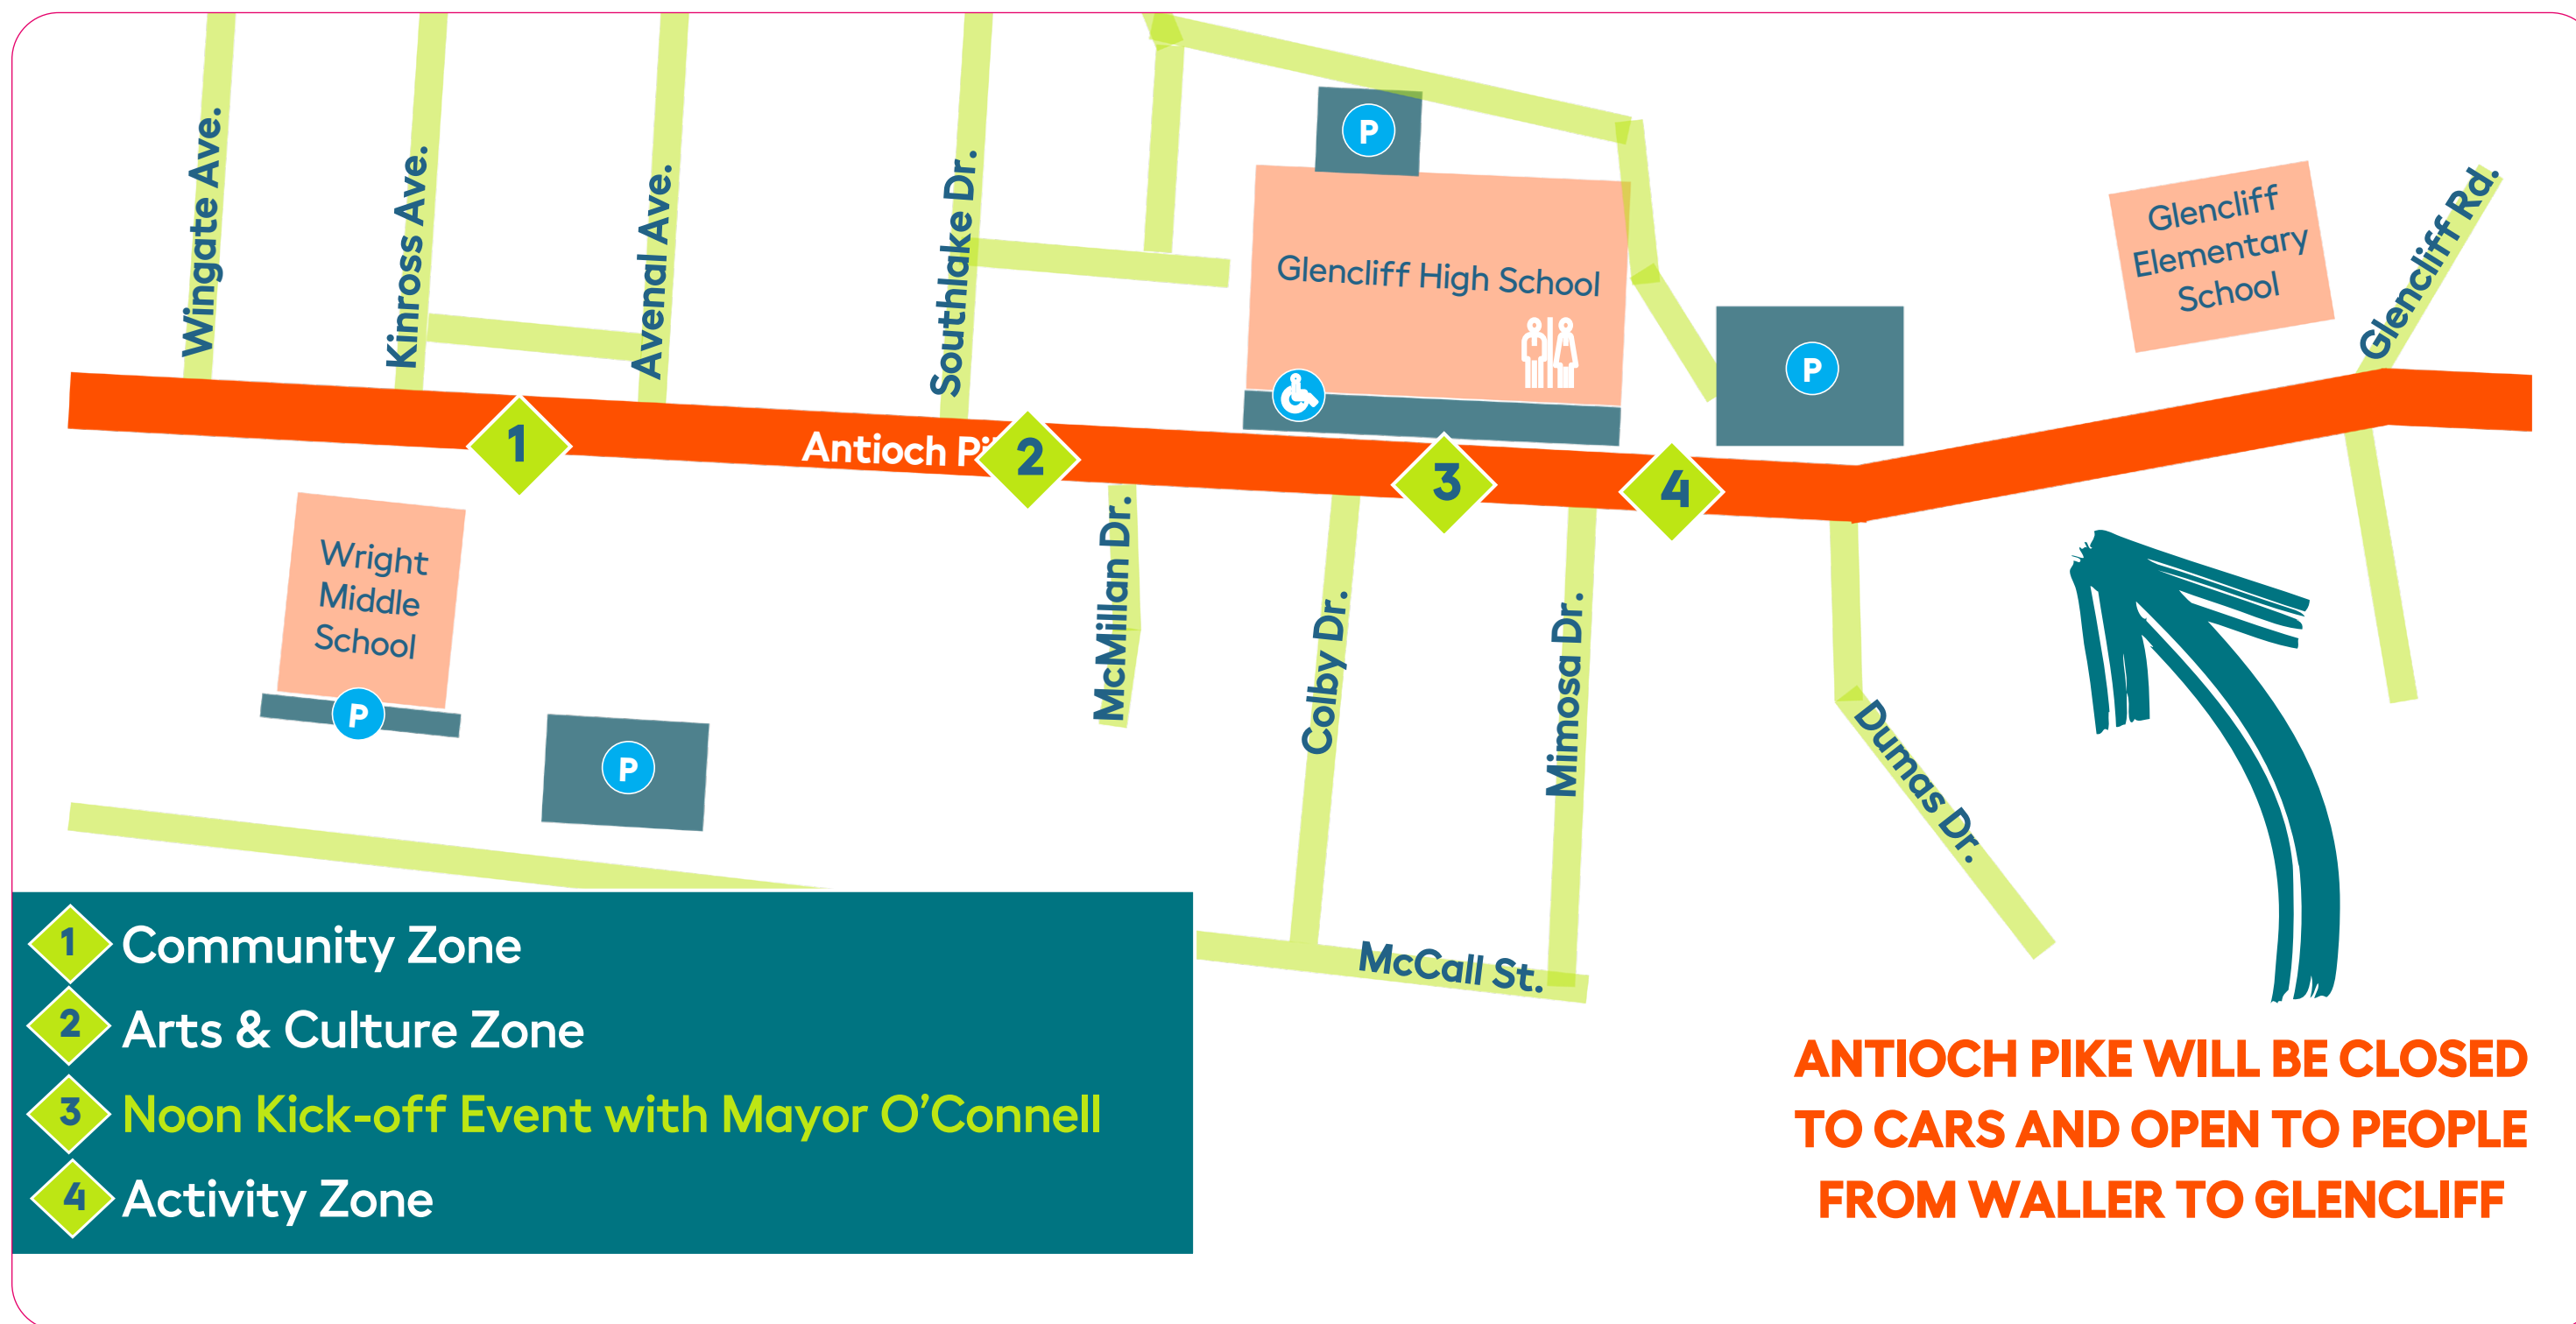 Wingate Ave.
Kinross Ave.
Avenal Ave.
Southlake Dr.
P
Glencliff High School
P
Glencliff
Elementary
School
Glencliff Rd.
Antioch
1
2
3
4
Wright
Middle
School
P
P
McMillan Dr.
Colby Dr.
Mimosa Dr.
Dumas Dr.
McCall St.
1 Community Zone
2 Arts & Culture Zone
3 Noon Kick-off Event with Mayor O’Connell
4 Activity Zone
ANTIOCH PIKE WILL BE CLOSED
TO CARS AND OPEN TO PEOPLE
FROM WALLER TO GLENCLIFF